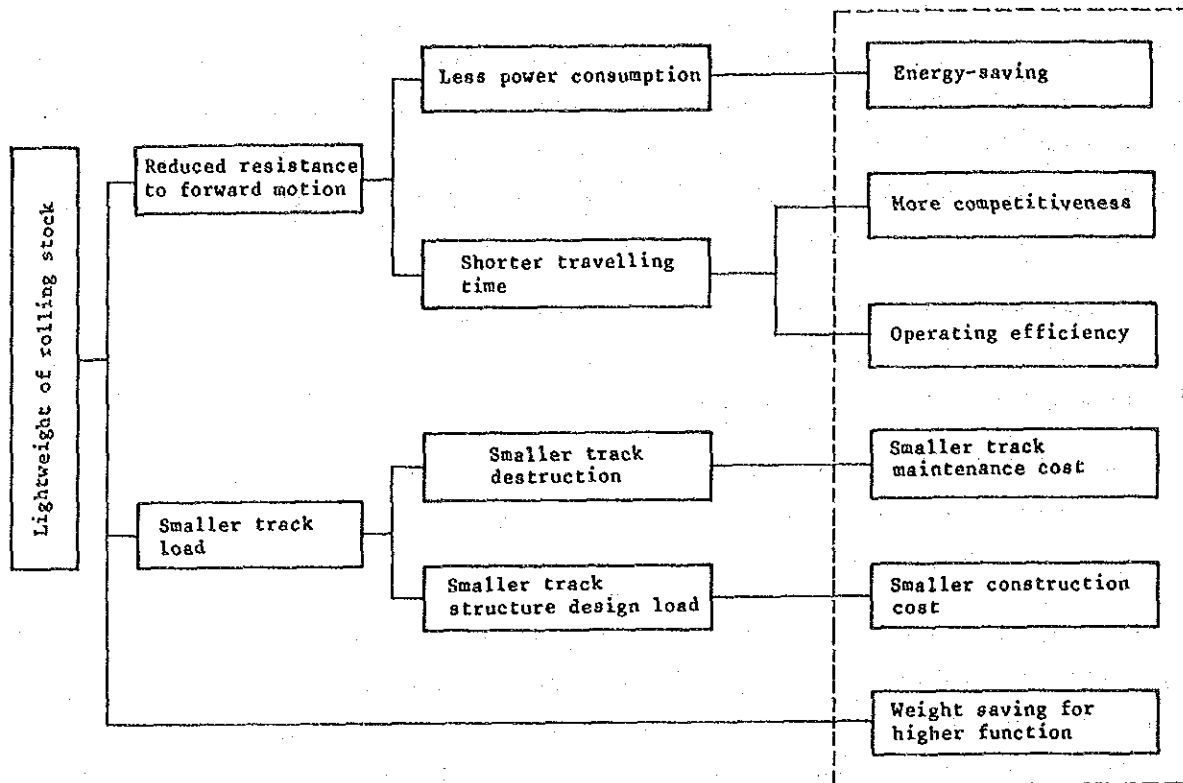 Lightweight of rolling stock
Reduced resistance
to forward motion
Smaller track
load
Less power consumption
Shorter travelling
time
Smaller track
destruction
Smaller track
structure design load
Energy-saving
More competitiveness
Operating efficiency
Smaller track
maintenance cost
Smaller construction
cost
Weight saving for
higher function